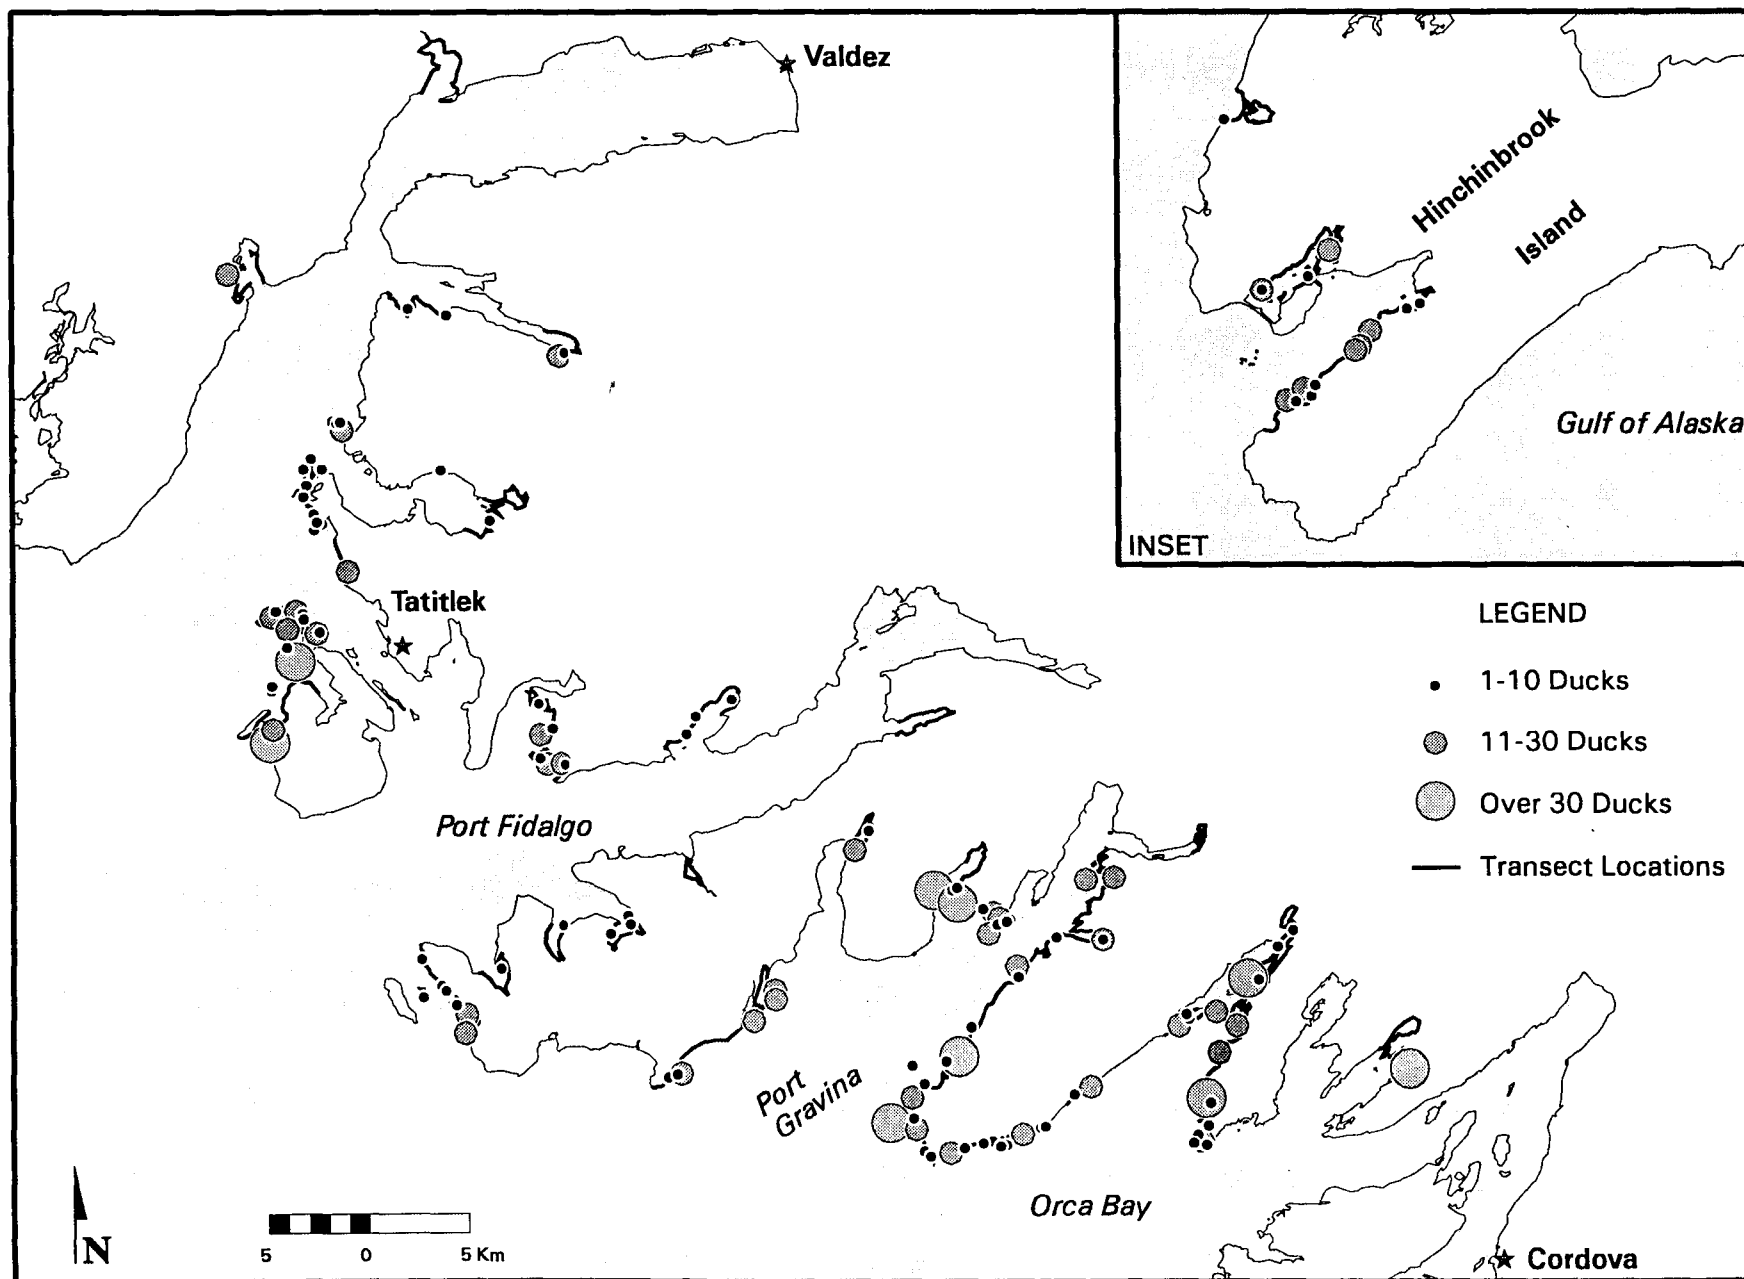 Valdez
Hinchinbrook
Island
Gulf of Alaska
INSET
Tatitlek
LEGEND
1-10 Ducks
11-30 Ducks
Over 30 Ducks
Transect Locations
Port Fidalgo
Port
Gravina
Orca Bay
N
5 0 5 Km
Cordova